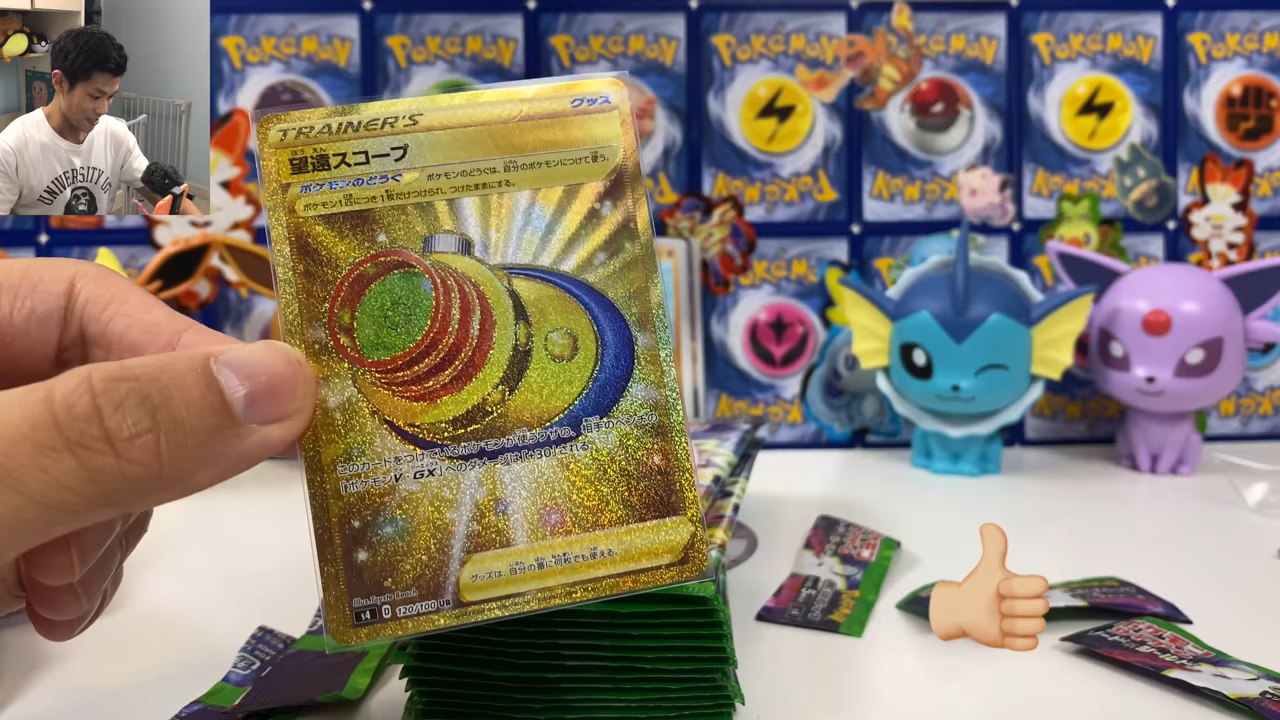 Pokémon
Pokémon
Pokémon
Pokémon
Pokémon
Pokémon
Pokémon
UNIVERSITY OF
TRAINER'S
グッズ
望遠スコープ
ぼう えん
ポケモンのどうぐ
ポケモンのどうぐは、自分のポケモンにつけて使う。
ポケモン1匹につき1枚だけつけられ、つけたままにする。
このカードをつけているポケモンが使うワザの、相手のベンチの
「ポケモンV・GX」へのダメージは「+30」される。
グッズは、自分の番に何枚でも使える。
Illus. Toyste Beach
s4 D 120/100 UR